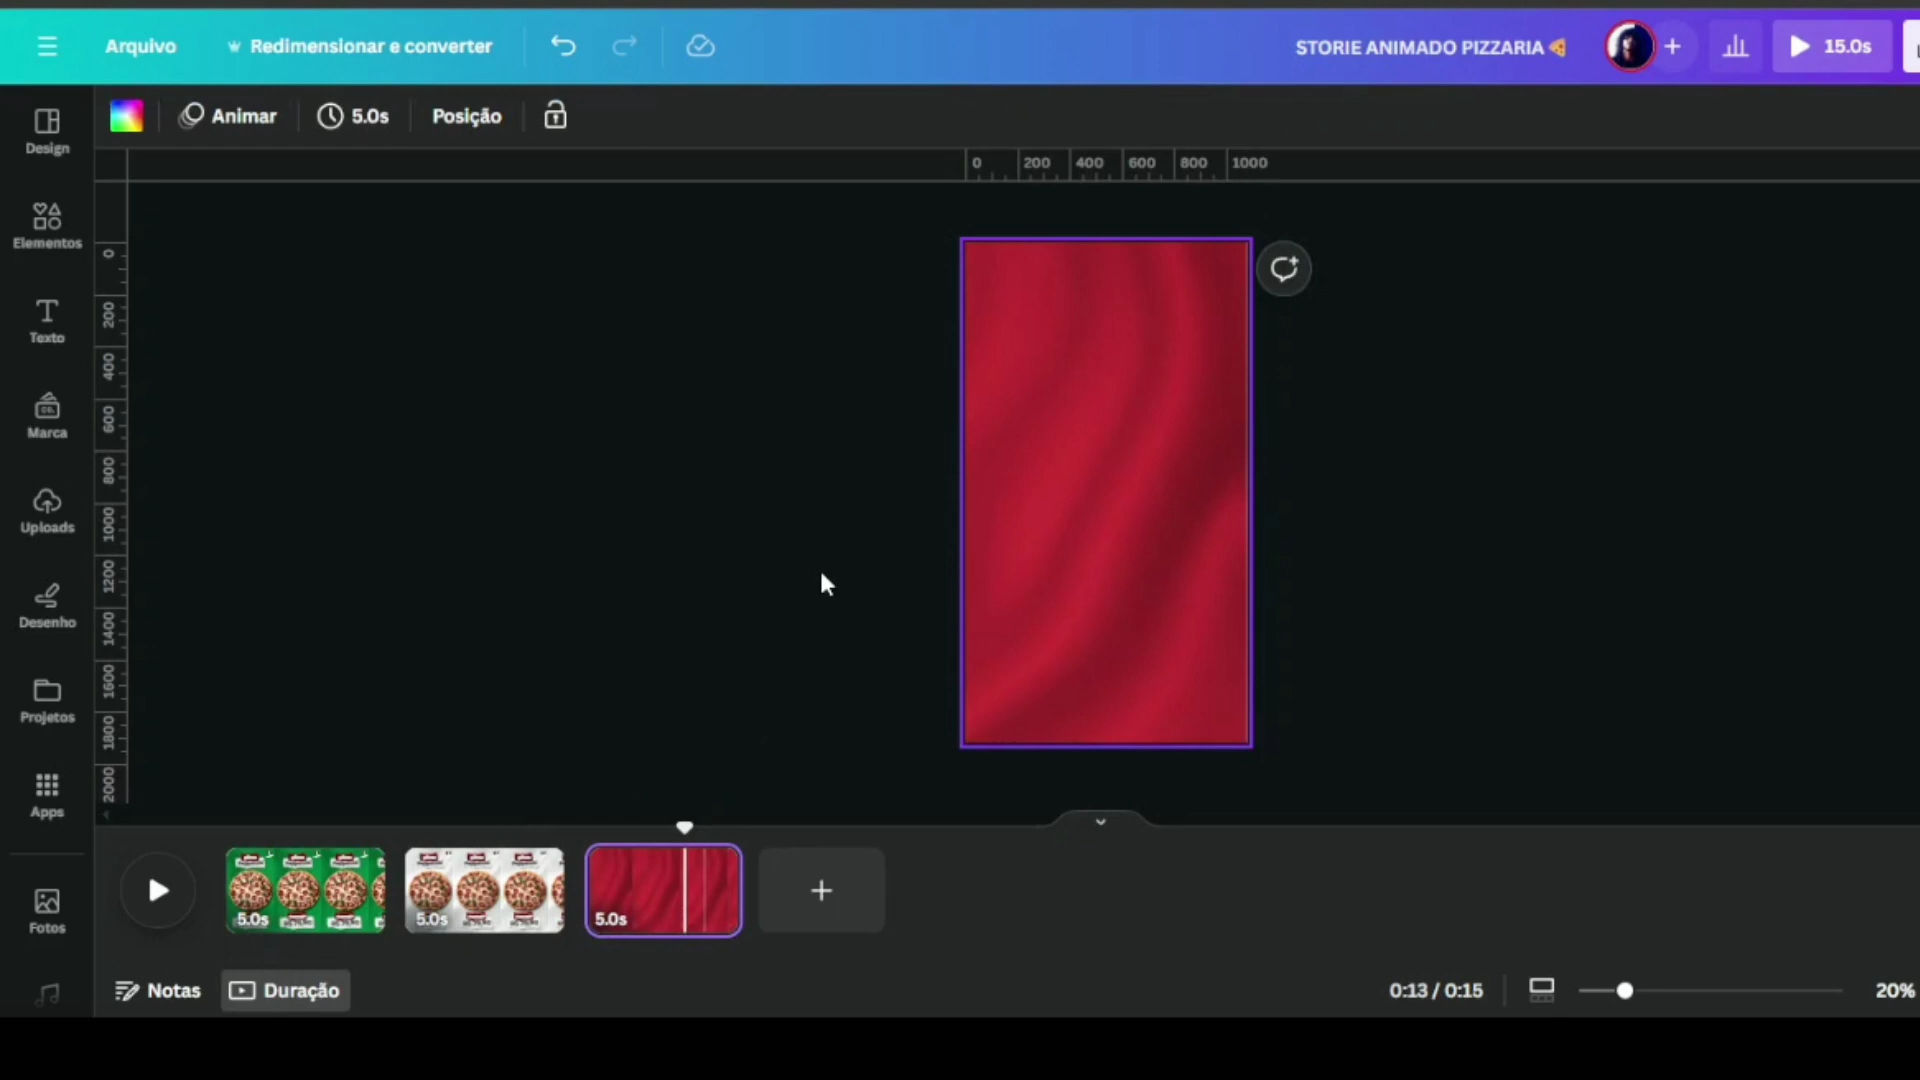 Arquivo
Redimensionar e converter
STORIE ANIMADO PIZZARIA🍕
15.0s
Animar
5.0s
Posição
Design
Elementos
Texto
Marca
Uploads
Desenho
Projetos
Apps
Fotos
0 200 400 600 800 1000
0 200 400 600 800 1000 1200 1400 1600 1800 2000
5.0s
5.0s
5.0s
Notas
Duração
0:13 / 0:15
20%